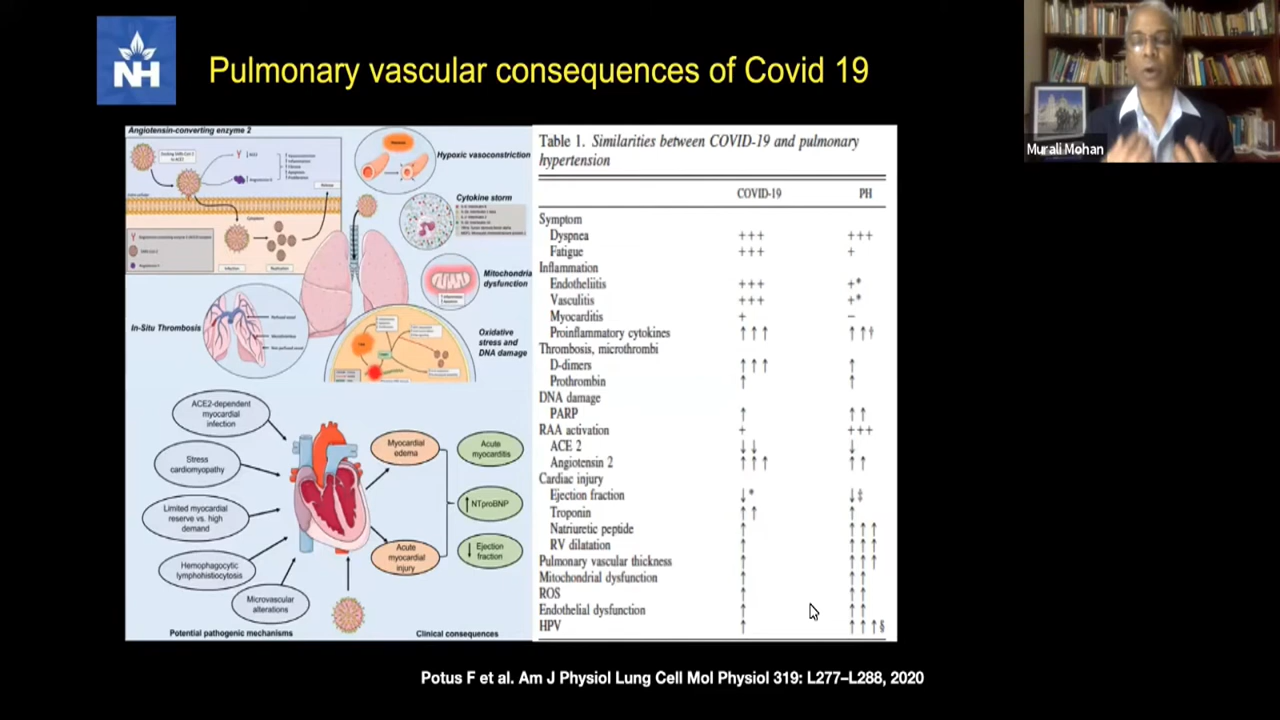 NH
Pulmonary vascular consequences of Covid 19
Murali Mohan
Angiotensin-converting enzyme 2
Hypoxic vasoconstriction
Cytokine storm
Mitochondria
dysfunction
In-Situ Thrombosis
Oxidative
stress and
DNA damage
ACE2-dependent
myocardial
infection
Stress
cardiomyopathy
Limited myocardial
reserve vs. high
demand
Hemophagocytic
lymphohistiocytosis
Microvascular
alterations
Myocardial
edema
Acute
myocardial
injury
Acute
myocarditis
↑ NTproBNP
↓ Ejection
fraction
Potential pathogenic mechanisms
Clinical consequences
Table 1. Similarities between COVID-19 and pulmonary
hypertension
COVID-19 PH
Symptom
Dyspnea +++ +++
Fatigue +++ +
Inflammation
Endotheliitis +++ +*
Vasculitis +++ +*
Myocarditis + −
Proinflammatory cytokines ↑↑↑ ↑↑†
Thrombosis, microthrombi
D-dimers ↑↑↑ ↑
Prothrombin ↑ ↑
DNA damage
PARP ↑ ↑↑
RAA activation + +++
ACE 2 ↓↓ ↓
Angiotensin 2 ↑↑↑ ↑↑
Cardiac injury
Ejection fraction ↓* ↓‡
Troponin ↑↑ ↑
Natriuretic peptide ↑ ↑↑↑
RV dilatation ↑ ↑↑↑
Pulmonary vascular thickness ↑ ↑↑↑
Mitochondrial dysfunction ↑ ↑↑
ROS ↑ ↑↑
Endothelial dysfunction ↑ ↑↑
HPV ↑ ↑↑↑§
Potus F et al. Am J Physiol Lung Cell Mol Physiol 319: L277–L288, 2020